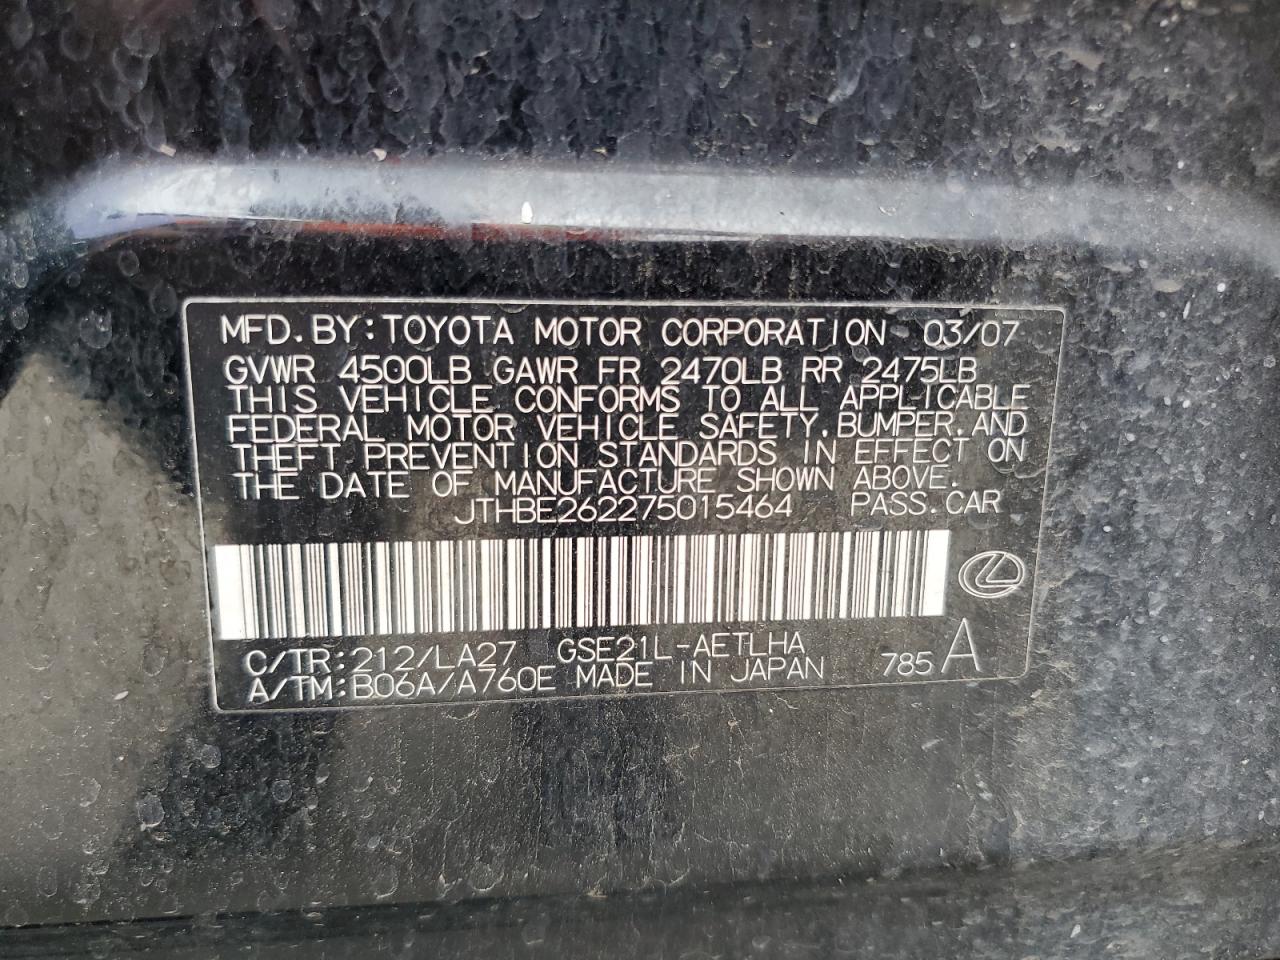 MFD.BY:TOYOTA MOTOR CORPORATION 03/07
GVWR 4500LB GAWR FR 2470LB RR 2475LB
THIS VEHICLE CONFORMS TO ALL APPLICABLE
FEDERAL MOTOR VEHICLE SAFETY,BUMPER,AND
THEFT PREVENTION STANDARDS IN EFFECT ON
THE DATE OF MANUFACTURE SHOWN ABOVE.
JTHBE262275015464 PASS.CAR
C/TR:212/LA27 GSE21L-AETLHA
A/TM:B06A/A760E MADE IN JAPAN 785 A